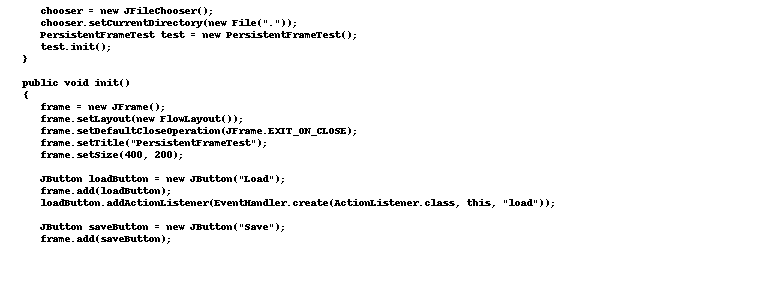 chooser = new JFileChooser();
chooser.setCurrentDirectory(new File("."));
PersistentFrameTest test = new PersistentFrameTest();
test.init();
}
public void init()
{
frame = new JFrame();
frame.setLayout(new FlowLayout());
frame.setDefaultCloseOperation(JFrame.EXIT_ON_CLOSE);
frame.setTitle("PersistentFrameTest");
frame.setSize(400, 200);
JButton loadButton = new JButton("Load");
frame.add(loadButton);
loadButton.addActionListener(EventHandler.create(ActionListener.class, this, "load"));
JButton saveButton = new JButton("Save");
frame.add(saveButton);